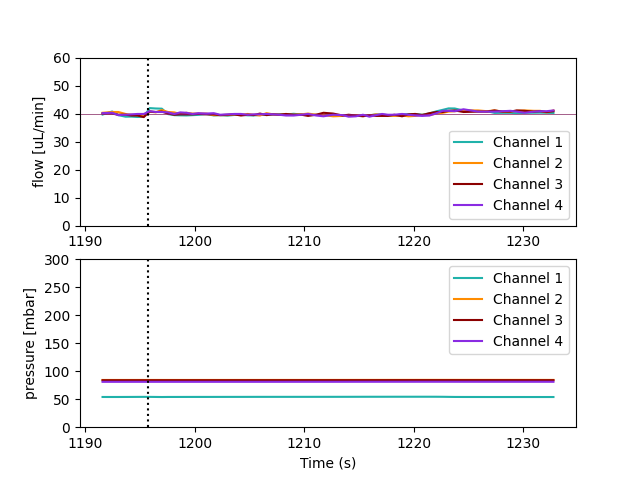 60
50
40
30
20
10
0
flow [uL/min]
Channel 1
Channel 2
Channel 3
Channel 4
1190
1200
1210
1220
1230
300
250
200
150
100
50
0
pressure [mbar]
Channel 1
Channel 2
Channel 3
Channel 4
1190
1200
1210
1220
1230
Time (s)